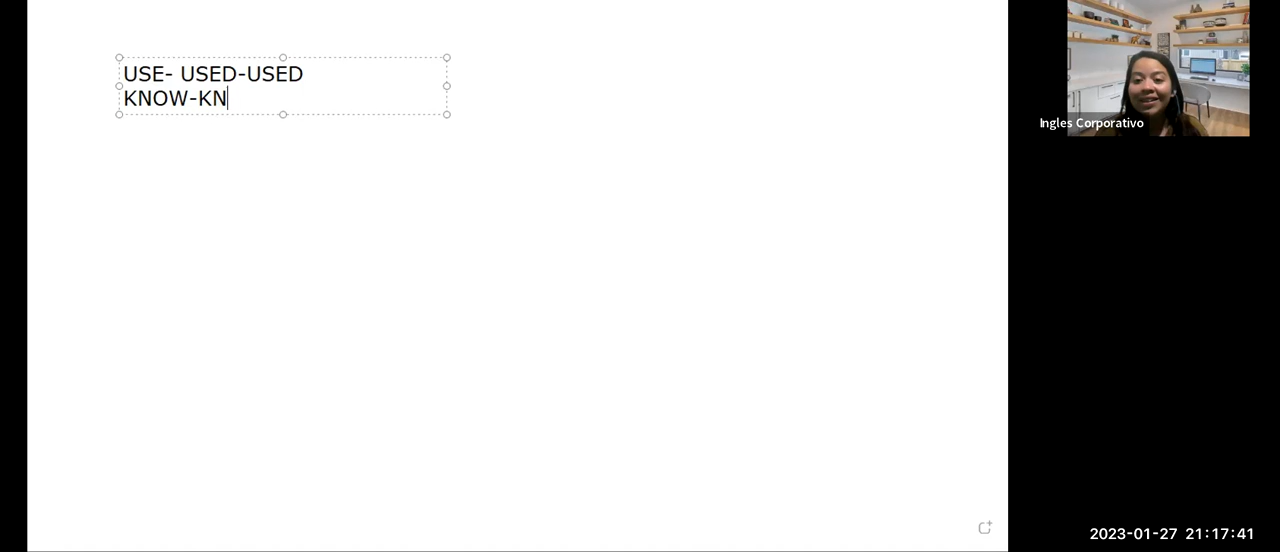 USE- USED-USED
KNOW-KN
Ingles Corporativo
2023-01-27 21:17:41